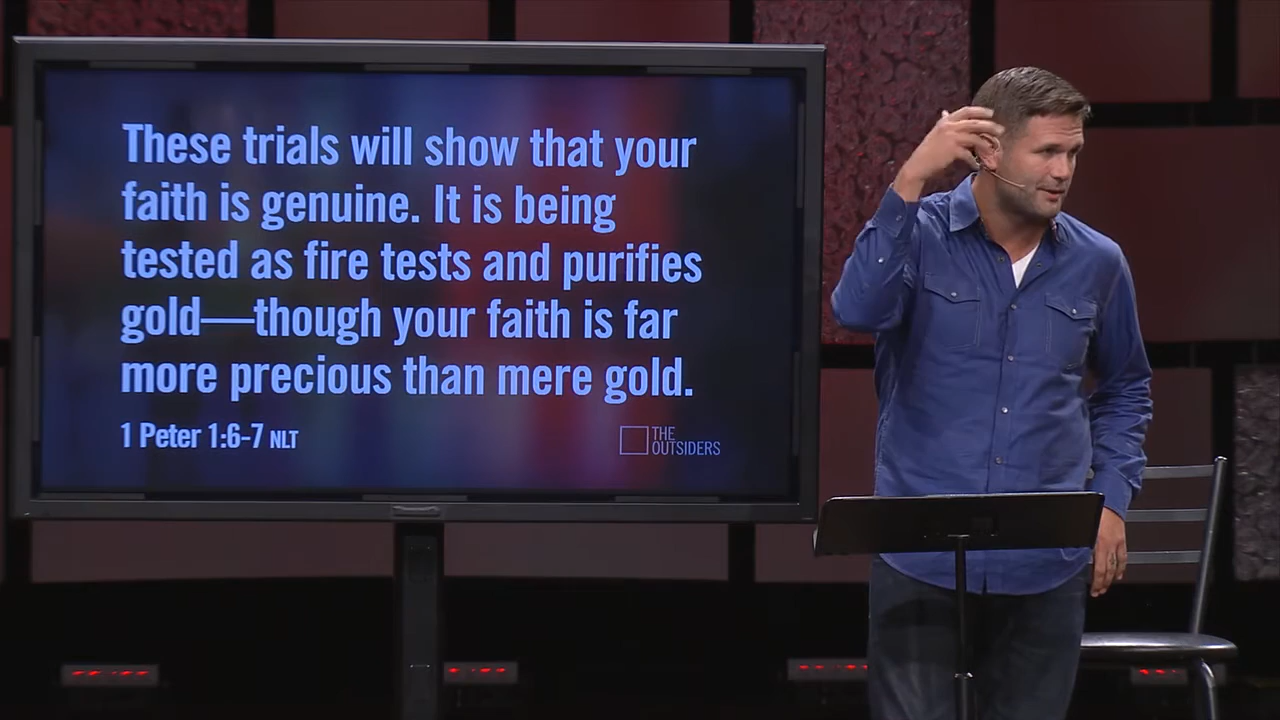 These trials will show that your
faith is genuine. It is being
tested as fire tests and purifies
gold—though your faith is far
more precious than mere gold.
1 Peter 1:6-7 NLT
THE
OUTSIDERS